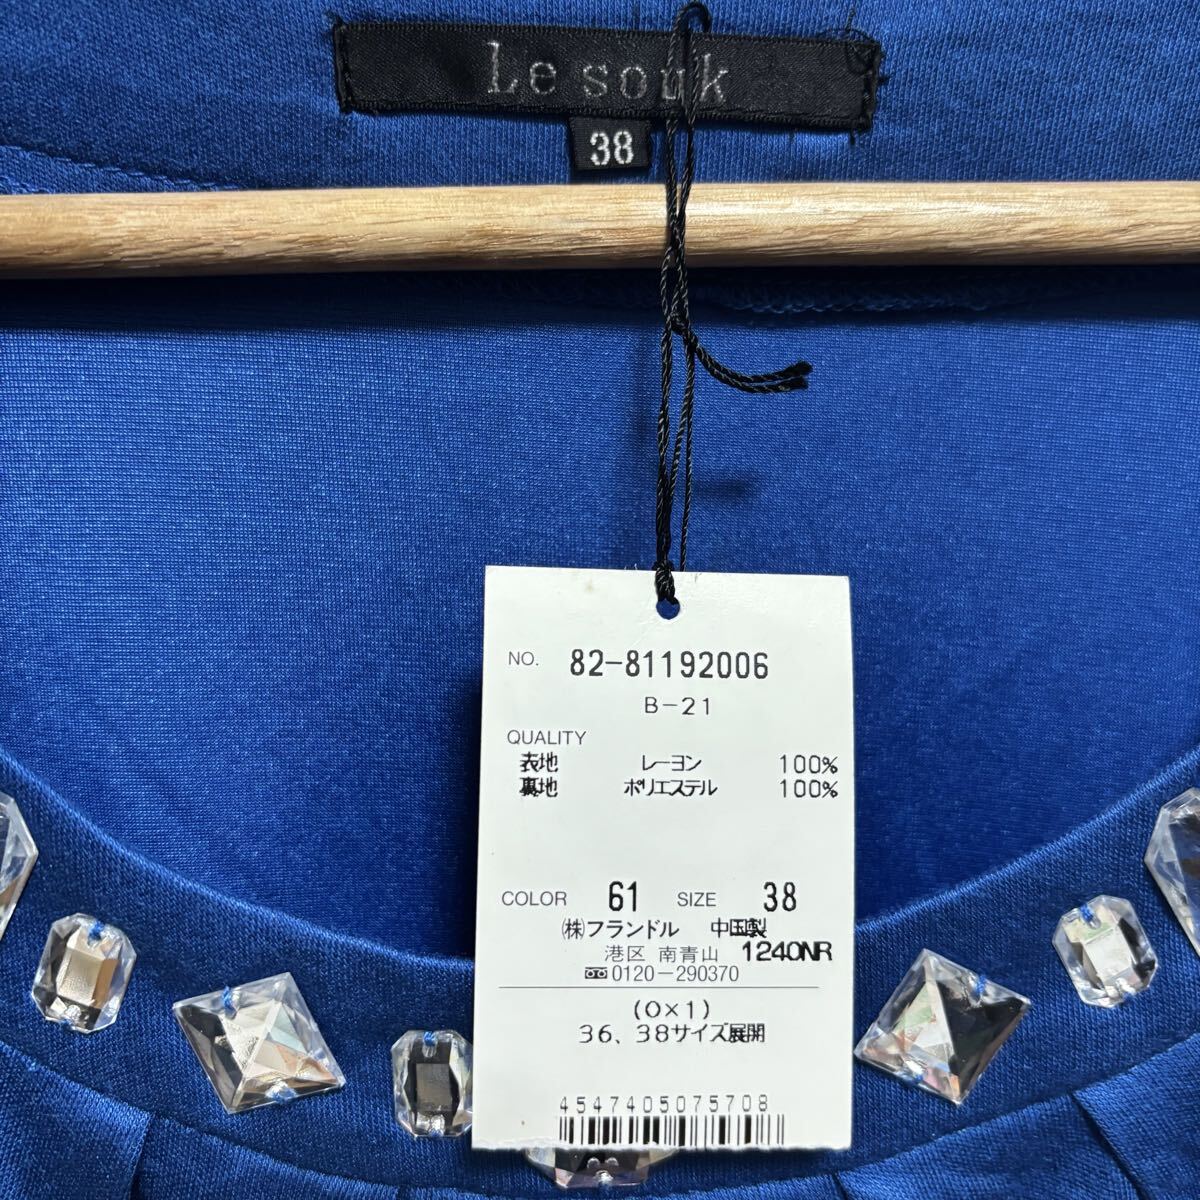 Le souk
38
NO. 82-81192006
B-21
QUALITY
表地 レーヨン 100%
裏地 ポリエステル 100%
COLOR 61 SIZE 38
㈱フランドル 中国製
港区 南青山 1240NR
0120-290370
(O×1)
36、38サイズ展開
4547405075708